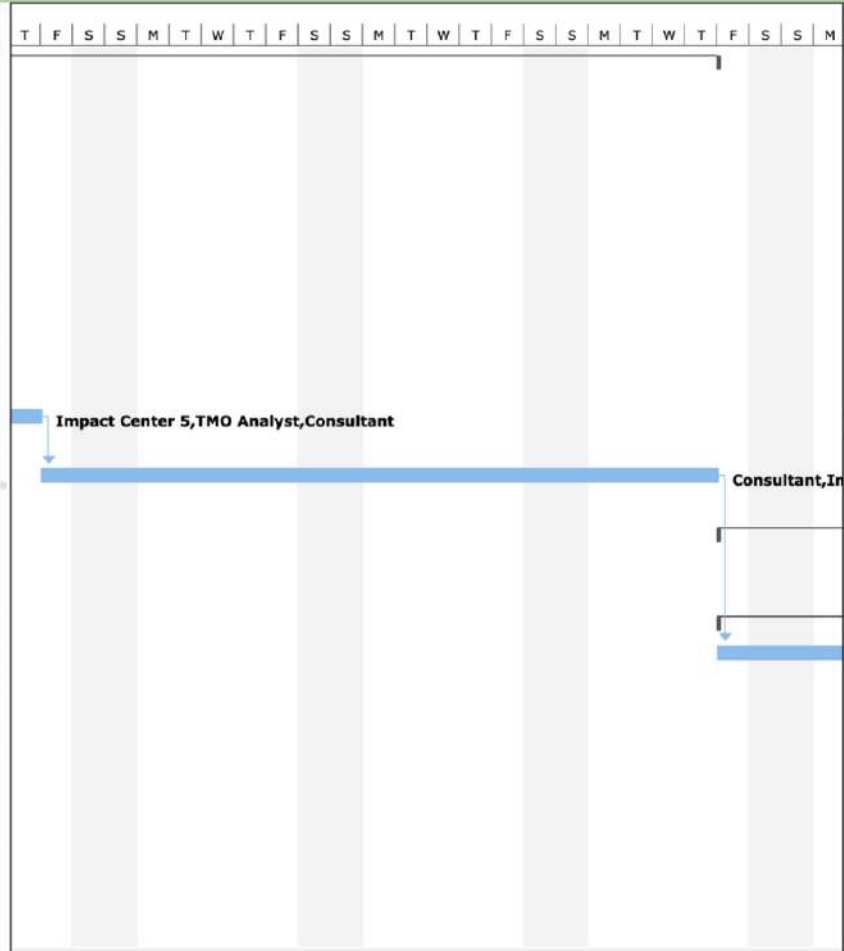 T F S S M T W T F S S M T W T F S S M T W T F S S M
Impact Center 5,TMO Analyst,Consultant
Consultant,In